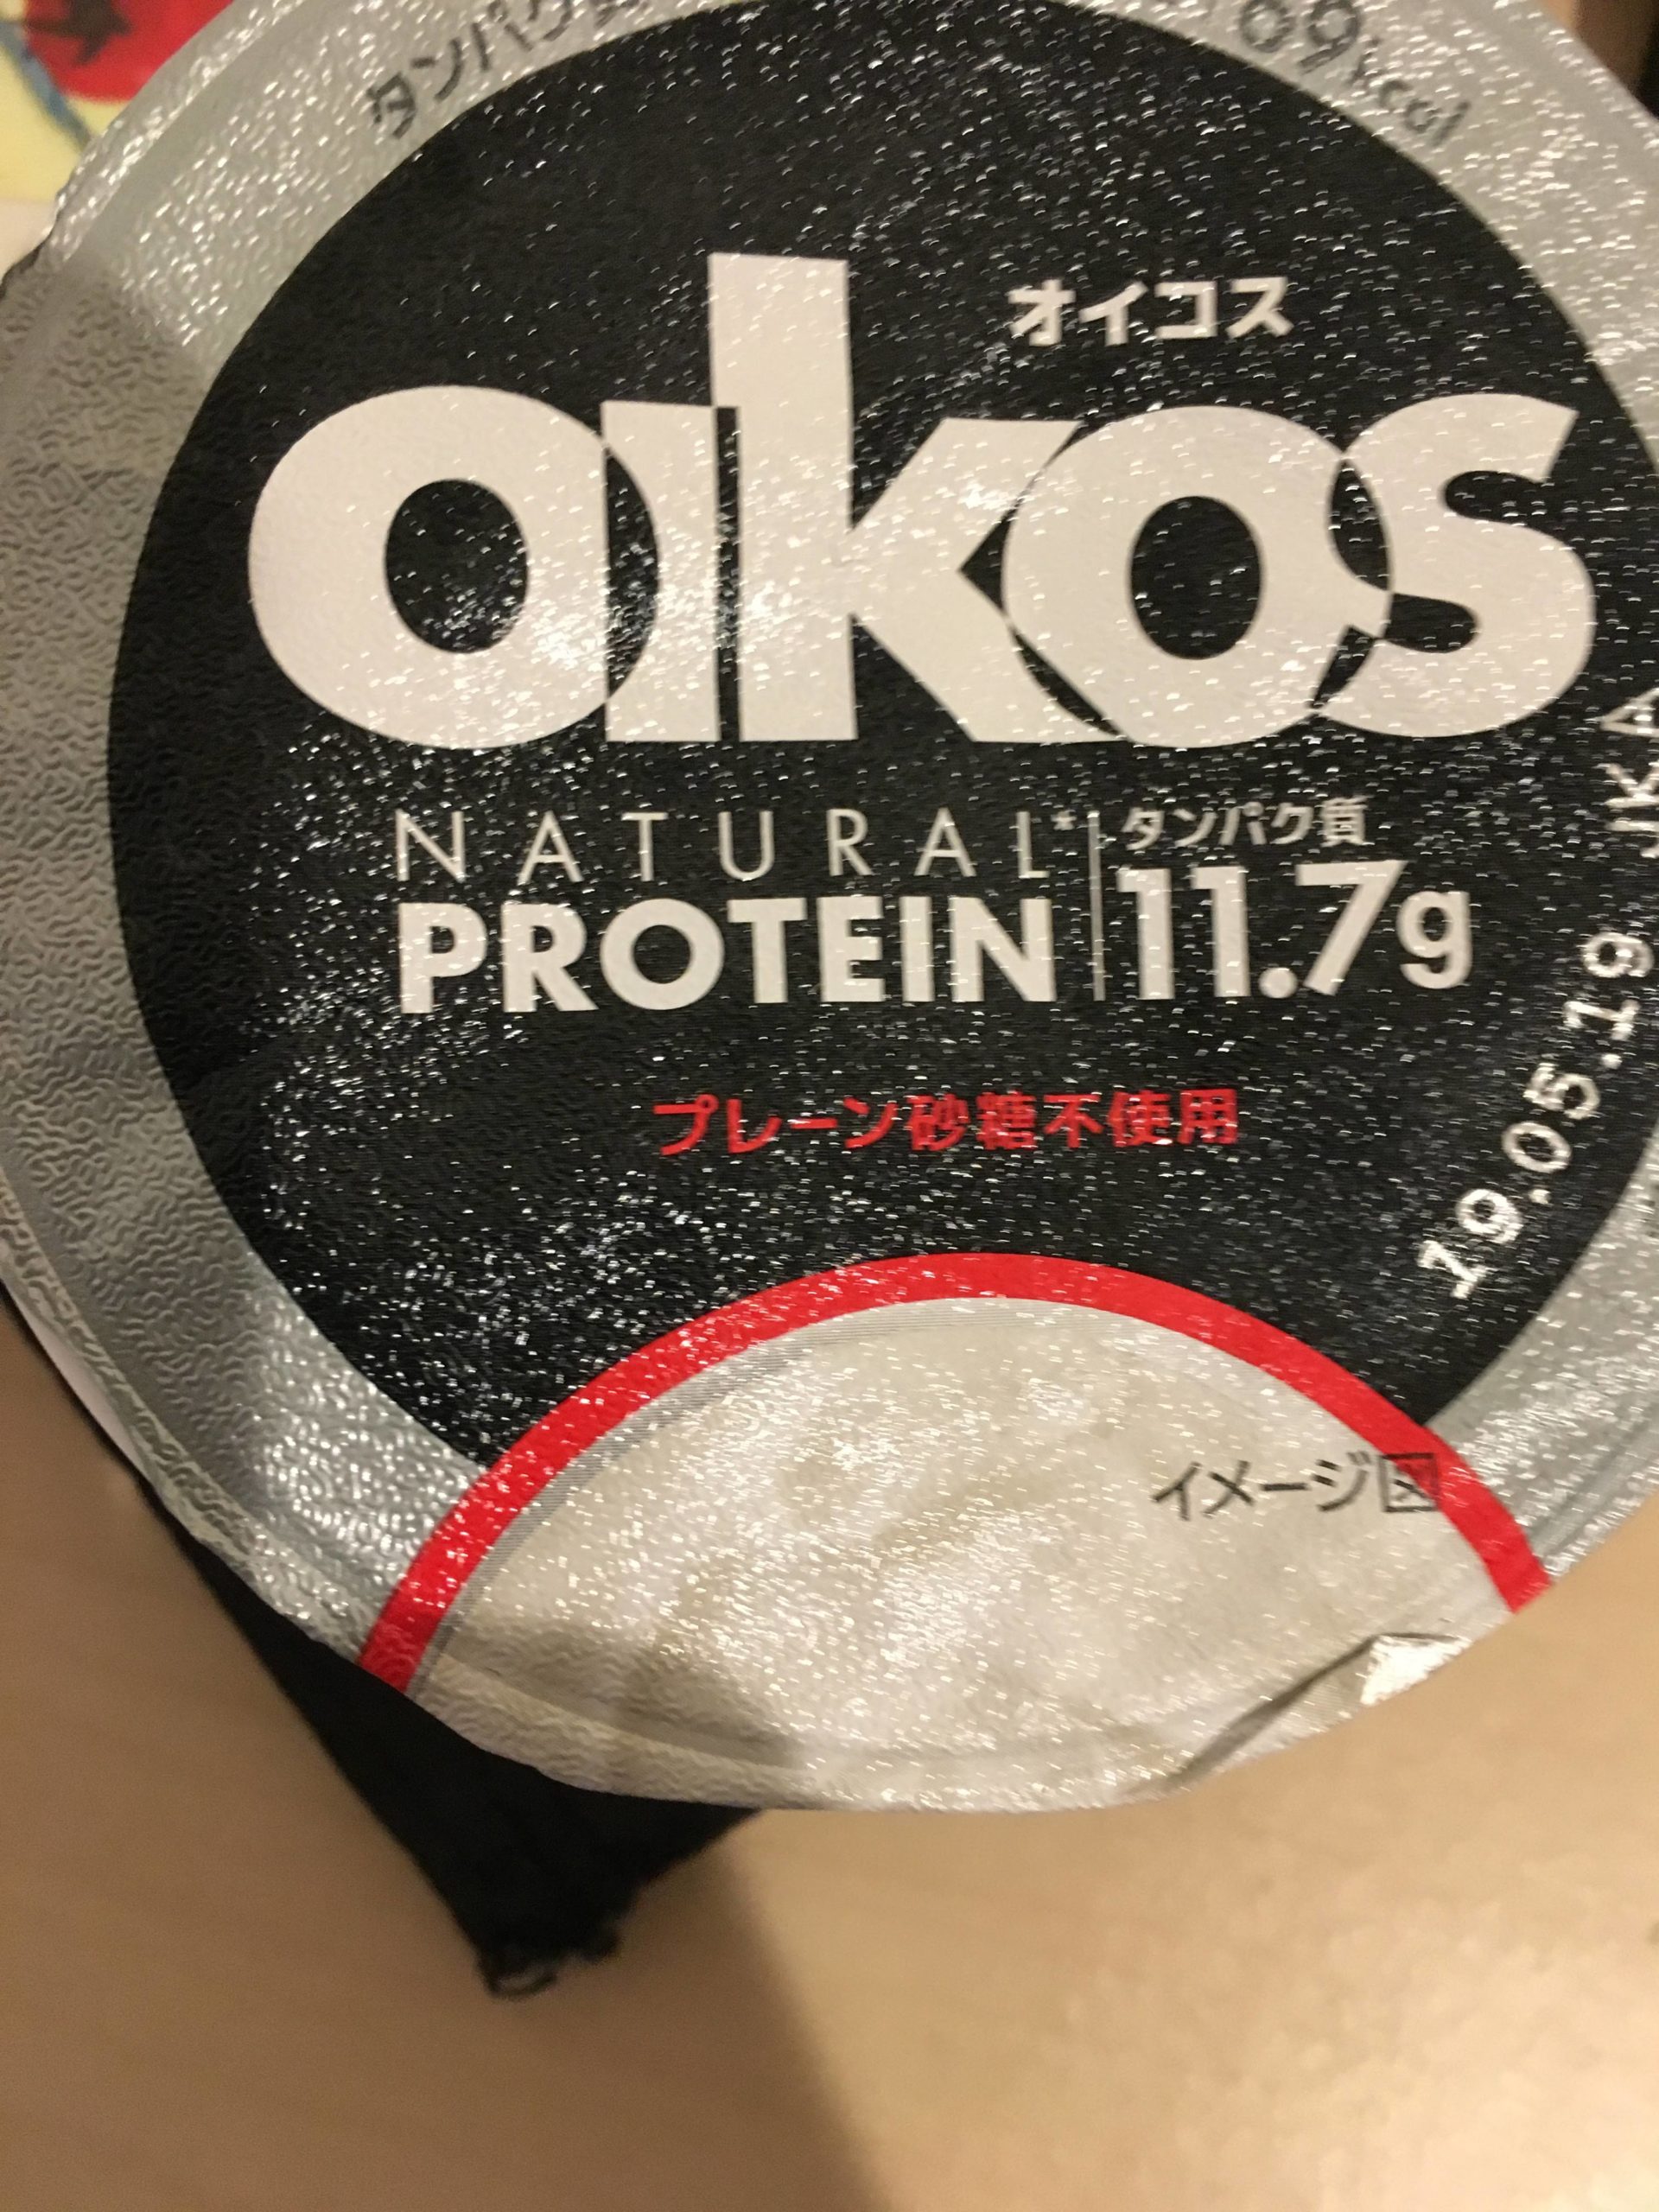 タンパク質
69kcal
オイコス
oikos
NATURAL*
PROTEIN
タンパク質
11.7g
プレーン砂糖不使用
19.05.19 JKA
イメージ図